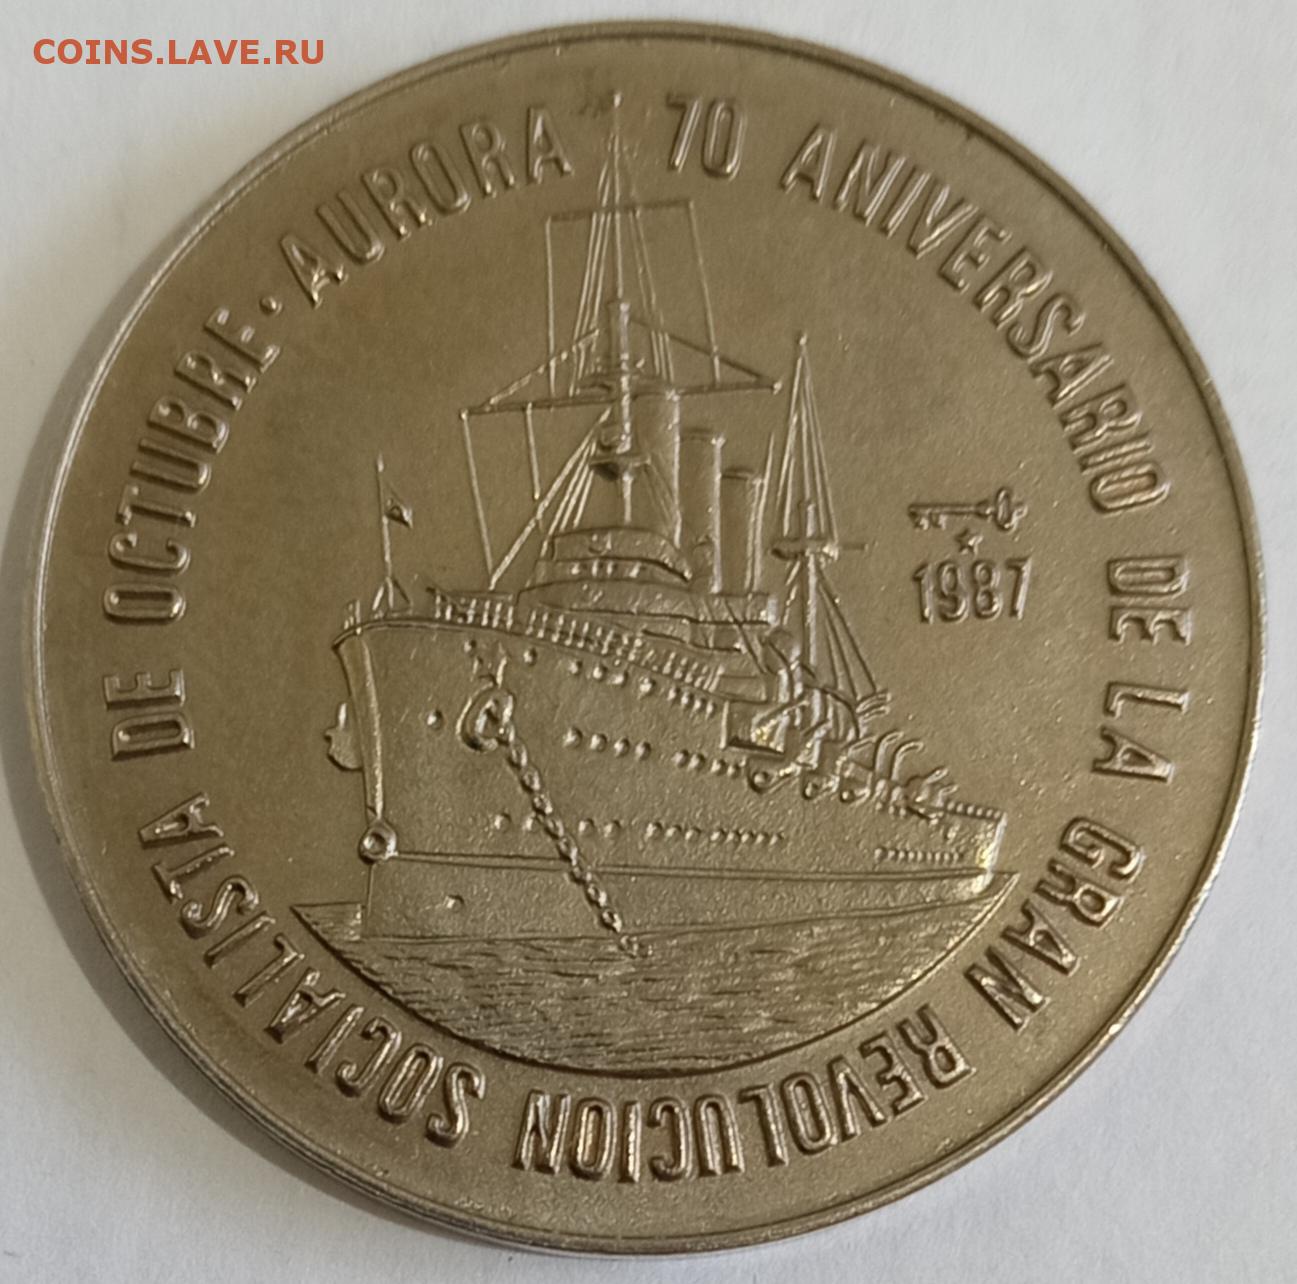 COINS.LAVE.RU
70 ANIVERSARIO DE LA GRAN REVOLUCION SOCIALISTA DE OCTUBRE · AURORA
1987